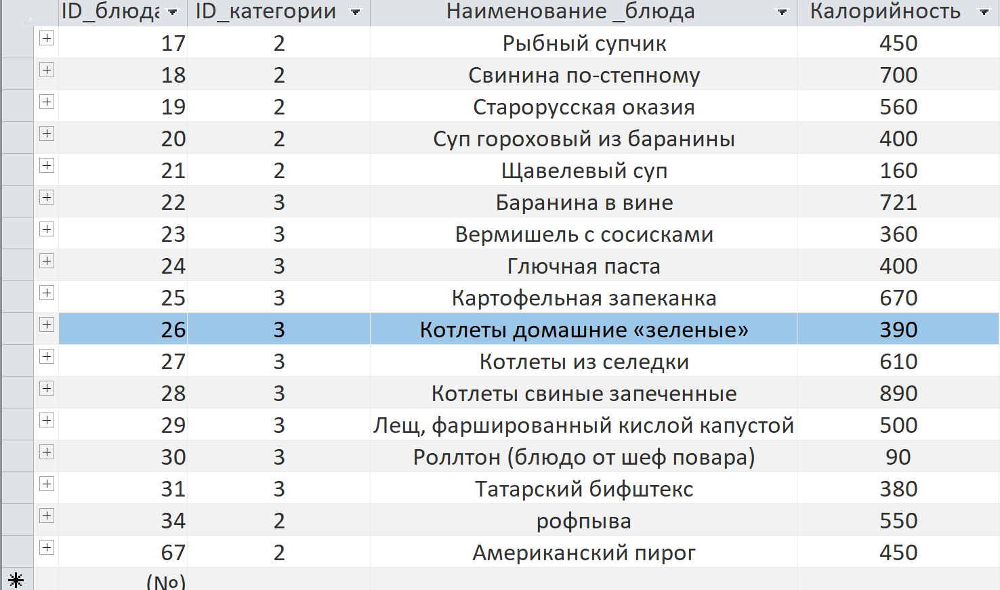 ID_блюда ID_категории Наименование _блюда Калорийность
17 2 Рыбный супчик 450
18 2 Свинина по-степному 700
19 2 Старорусская оказия 560
20 2 Суп гороховый из баранины 400
21 2 Щавелевый суп 160
22 3 Баранина в вине 721
23 3 Вермишель с сосисками 360
24 3 Глючная паста 400
25 3 Картофельная запеканка 670
26 3 Котлеты домашние «зеленые» 390
27 3 Котлеты из селедки 610
28 3 Котлеты свиные запеченные 890
29 3 Лещ, фаршированный кислой капустой 500
30 3 Роллтон (блюдо от шеф повара) 90
31 3 Татарский бифштекс 380
34 2 рофпыва 550
67 2 Американский пирог 450
(№)